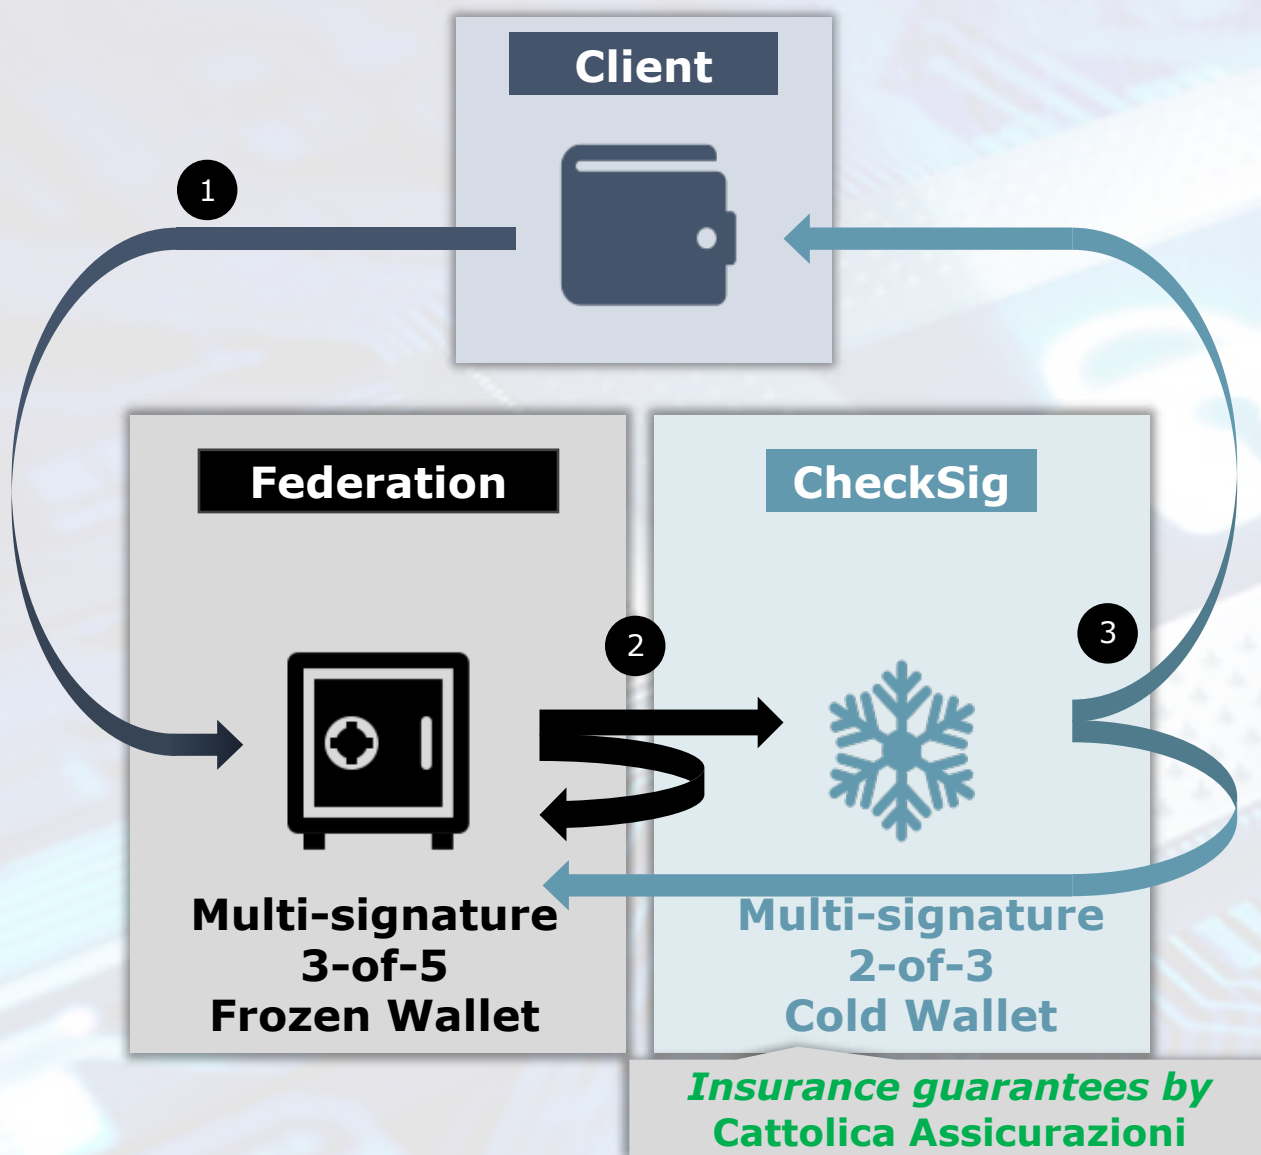 Client
1
Federation
CheckSig
2
3
Multi-signature
3-of-5
Frozen Wallet
Multi-signature
2-of-3
Cold Wallet
Insurance guarantees by
Cattolica Assicurazioni